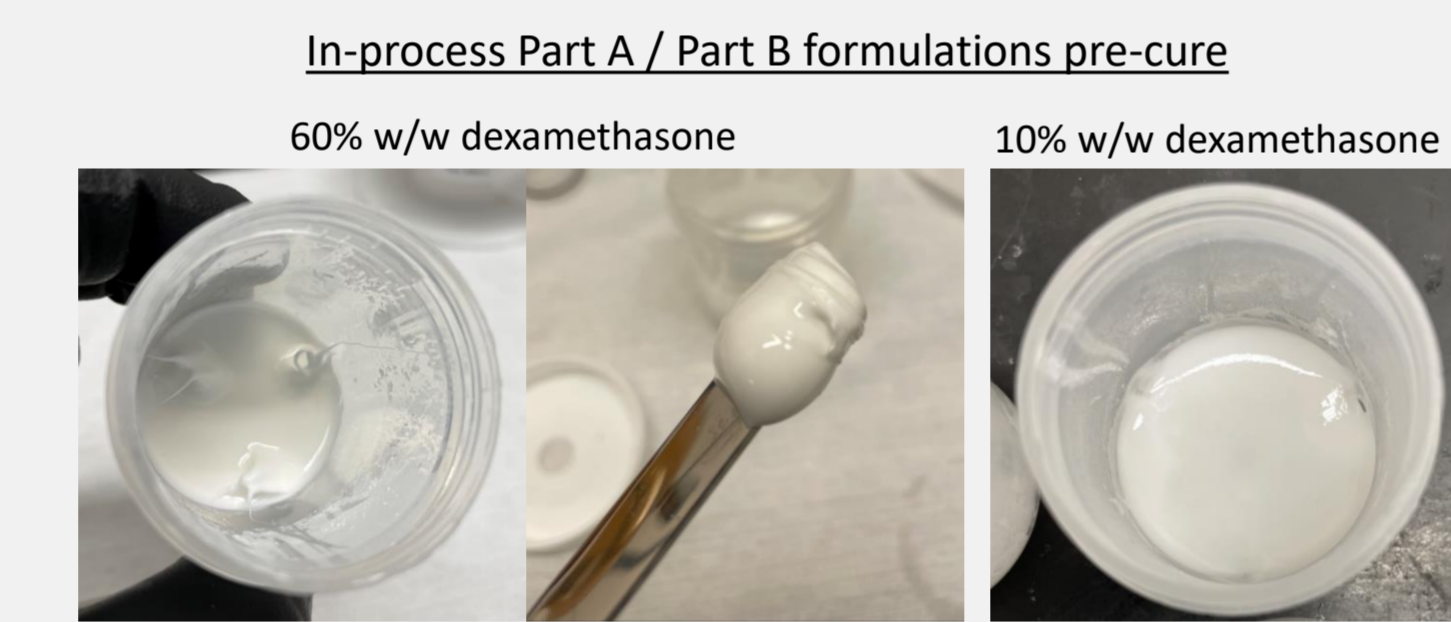 In-process Part A / Part B formulations pre-cure
60% w/w dexamethasone
10% w/w dexamethasone